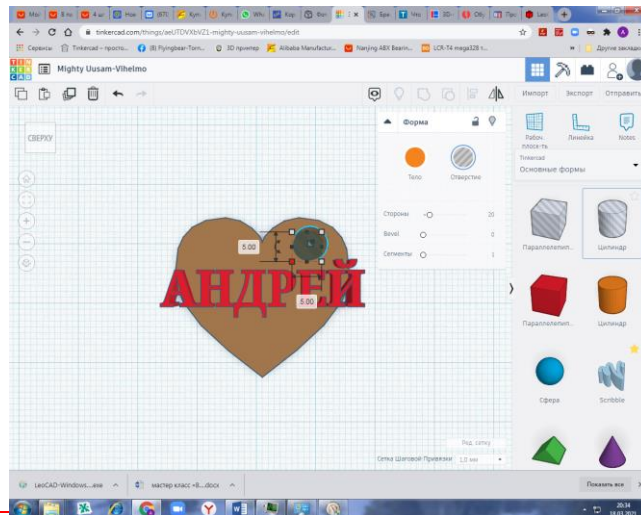 tinkercad.com/things/aeUTOVXbVZ1-mighty-uusam-vihelmo/edit
Сервисы
Tinkercad – просто...
(8) Flyingbear-Torn...
3D принтер
Alibaba Manufactur...
Nanjing ABX Bearin...
LCR-T4 mega328 т...
Другие закладки
Mighty Uusam-Vihelmo
Импорт
Экспорт
Отправить
СВЕРХУ
Форма
Тело
Отверстие
Стороны
20
Bevel
0
Сегменты
1
5.00
5.00
АНДРЕЙ
Рабоч. плоск-ть
Линейка
Notes
Tinkercad
Основные формы
Параллелепип...
Цилиндр
Параллелепип...
Цилиндр
Сфера
Scribble
Ред. сетку
Сетка Шаговой Привязки
1,0 мм
LeoCAD-Windows....exe
мастер класс «8....docx
Показать все
20:34